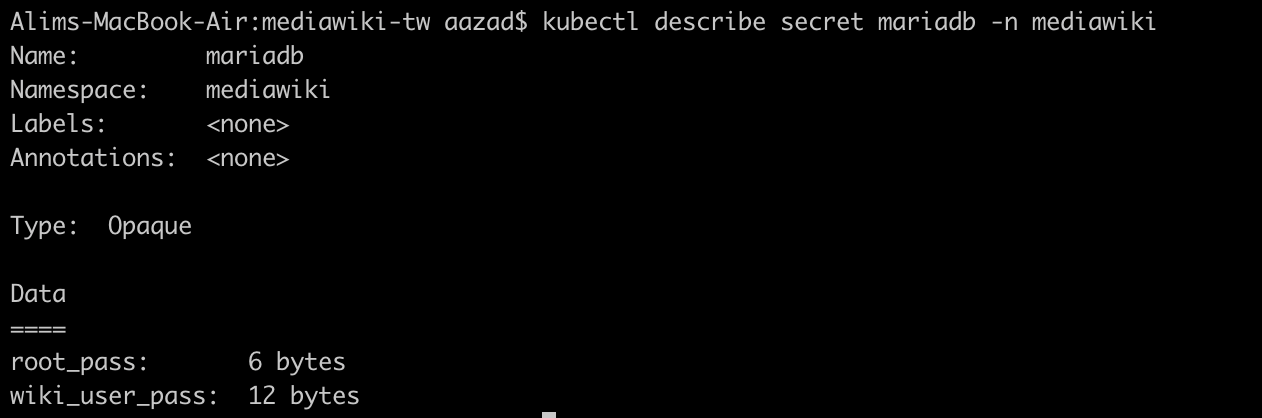 Alims-MacBook-Air:mediawiki-tw aazad$ kubectl describe secret mariadb -n mediawiki
Name:         mariadb
Namespace:    mediawiki
Labels:       <none>
Annotations:  <none>

Type:  Opaque

Data
====
root_pass:       6 bytes
wiki_user_pass:  12 bytes